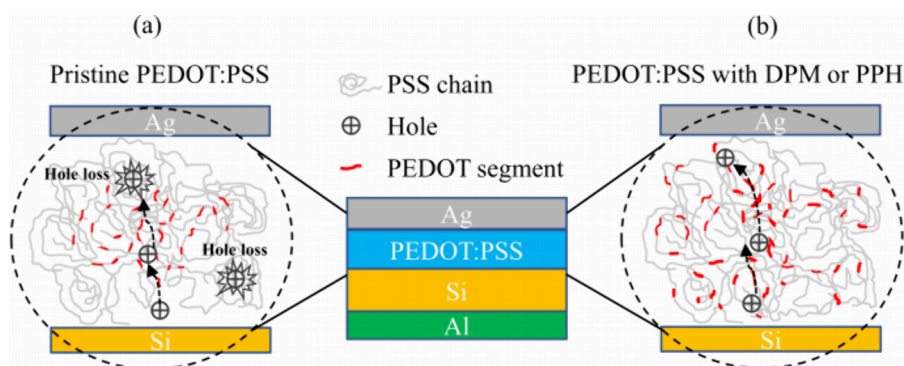 (a)
(b)
Pristine PEDOT:PSS
PEDOT:PSS with DPM or PPH
PSS chain
Hole
PEDOT segment
Ag
Hole loss
Hole loss
Si
Ag
PEDOT:PSS
Si
Al
Ag
Si